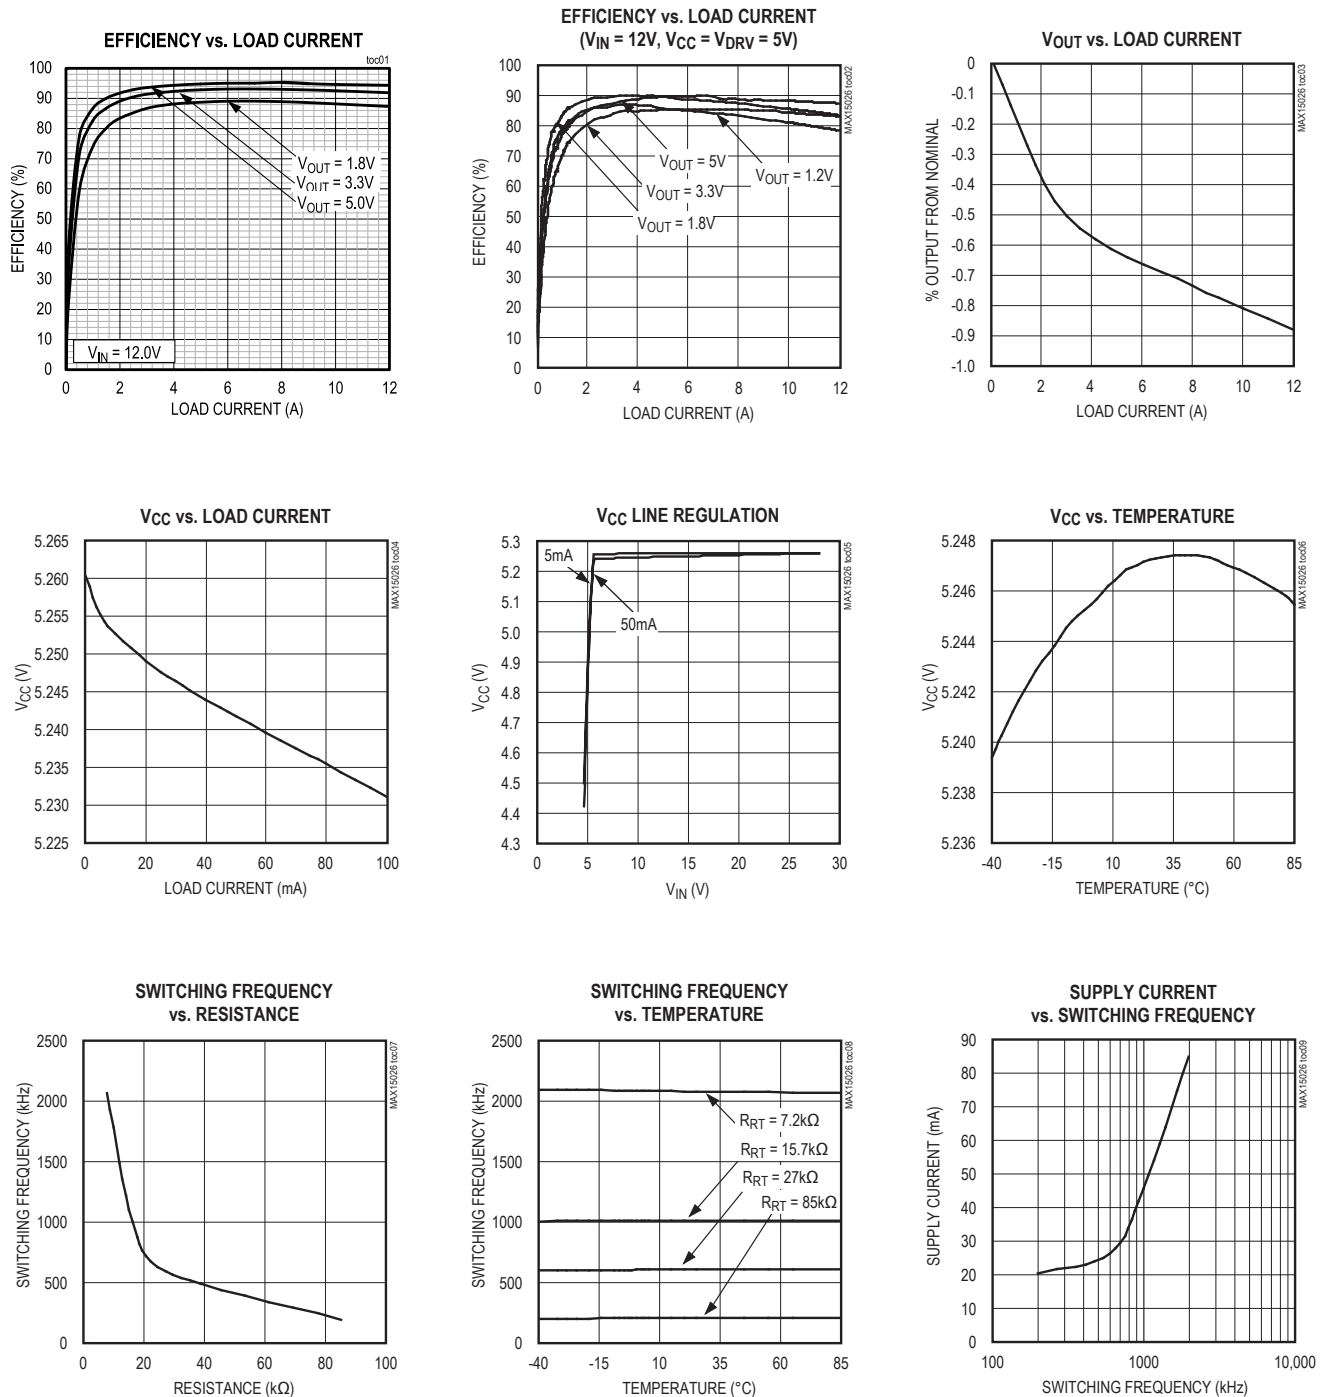 EFFICIENCY vs. LOAD CURRENT
toc01
EFFICIENCY (%)
100
90
80
70
60
50
40
30
20
10
0
VOUT = 1.8V
VOUT = 3.3V
VOUT = 5.0V
VIN = 12.0V
0 2 4 6 8 10 12
LOAD CURRENT (A)
EFFICIENCY vs. LOAD CURRENT
(VIN = 12V, VCC = VDRV = 5V)
MAX15026 toc02
EFFICIENCY (%)
100
90
80
70
60
50
40
30
20
10
0
VOUT = 5V
VOUT = 1.2V
VOUT = 3.3V
VOUT = 1.8V
0 2 4 6 8 10 12
LOAD CURRENT (A)
VOUT vs. LOAD CURRENT
MAX15026 toc03
% OUTPUT FROM NOMINAL
0
-0.1
-0.2
-0.3
-0.4
-0.5
-0.6
-0.7
-0.8
-0.9
-1.0
0 2 4 6 8 10 12
LOAD CURRENT (A)
VCC vs. LOAD CURRENT
MAX15026 toc04
VCC (V)
5.265
5.260
5.255
5.250
5.245
5.240
5.235
5.230
5.225
0 20 40 60 80 100
LOAD CURRENT (mA)
VCC LINE REGULATION
MAX15026 toc05
VCC (V)
5.3
5.2
5.1
5.0
4.9
4.8
4.7
4.6
4.5
4.4
4.3
5mA
50mA
0 5 10 15 20 25 30
VIN (V)
VCC vs. TEMPERATURE
MAX15026 toc06
VCC (V)
5.248
5.246
5.244
5.242
5.240
5.238
5.236
-40 -15 10 35 60 85
TEMPERATURE (°C)
SWITCHING FREQUENCY
vs. RESISTANCE
MAX15026 toc07
SWITCHING FREQUENCY (kHz)
2500
2000
1500
1000
500
0
0 20 40 60 80 100
RESISTANCE (kΩ)
SWITCHING FREQUENCY
vs. TEMPERATURE
MAX15026 toc08
SWITCHING FREQUENCY (kHz)
2500
2000
1500
1000
500
0
RRT = 7.2kΩ
RRT = 15.7kΩ
RRT = 27kΩ
RRT = 85kΩ
-40 -15 10 35 60 85
TEMPERATURE (°C)
SUPPLY CURRENT
vs. SWITCHING FREQUENCY
MAX15026 toc09
SUPPLY CURRENT (mA)
90
80
70
60
50
40
30
20
10
0
100 1000 10,000
SWITCHING FREQUENCY (kHz)